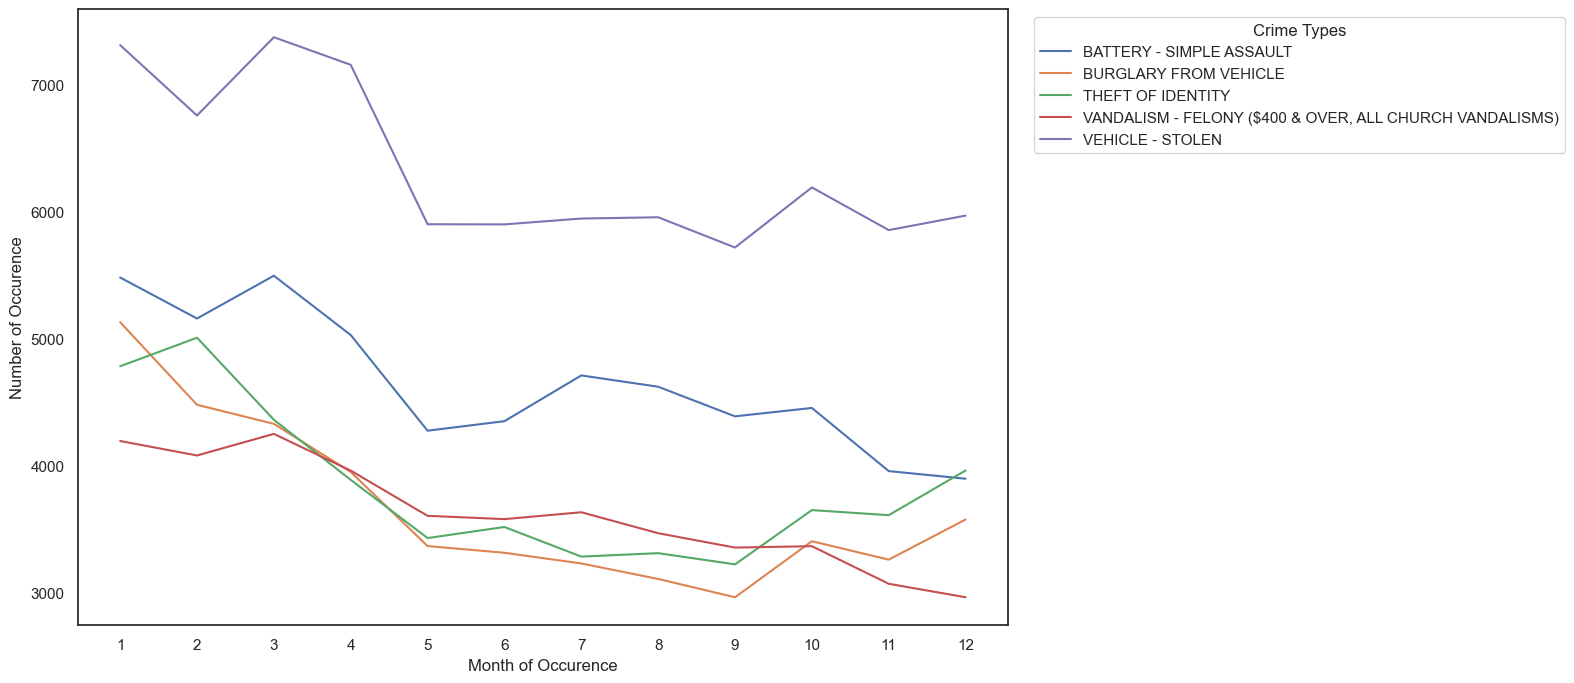 Crime Types
BATTERY - SIMPLE ASSAULT
BURGLARY FROM VEHICLE
THEFT OF IDENTITY
VANDALISM - FELONY ($400 & OVER, ALL CHURCH VANDALISMS)
VEHICLE - STOLEN
Number of Occurence
7000
6000
5000
4000
3000
1 2 3 4 5 6 7 8 9 10 11 12
Month of Occurence